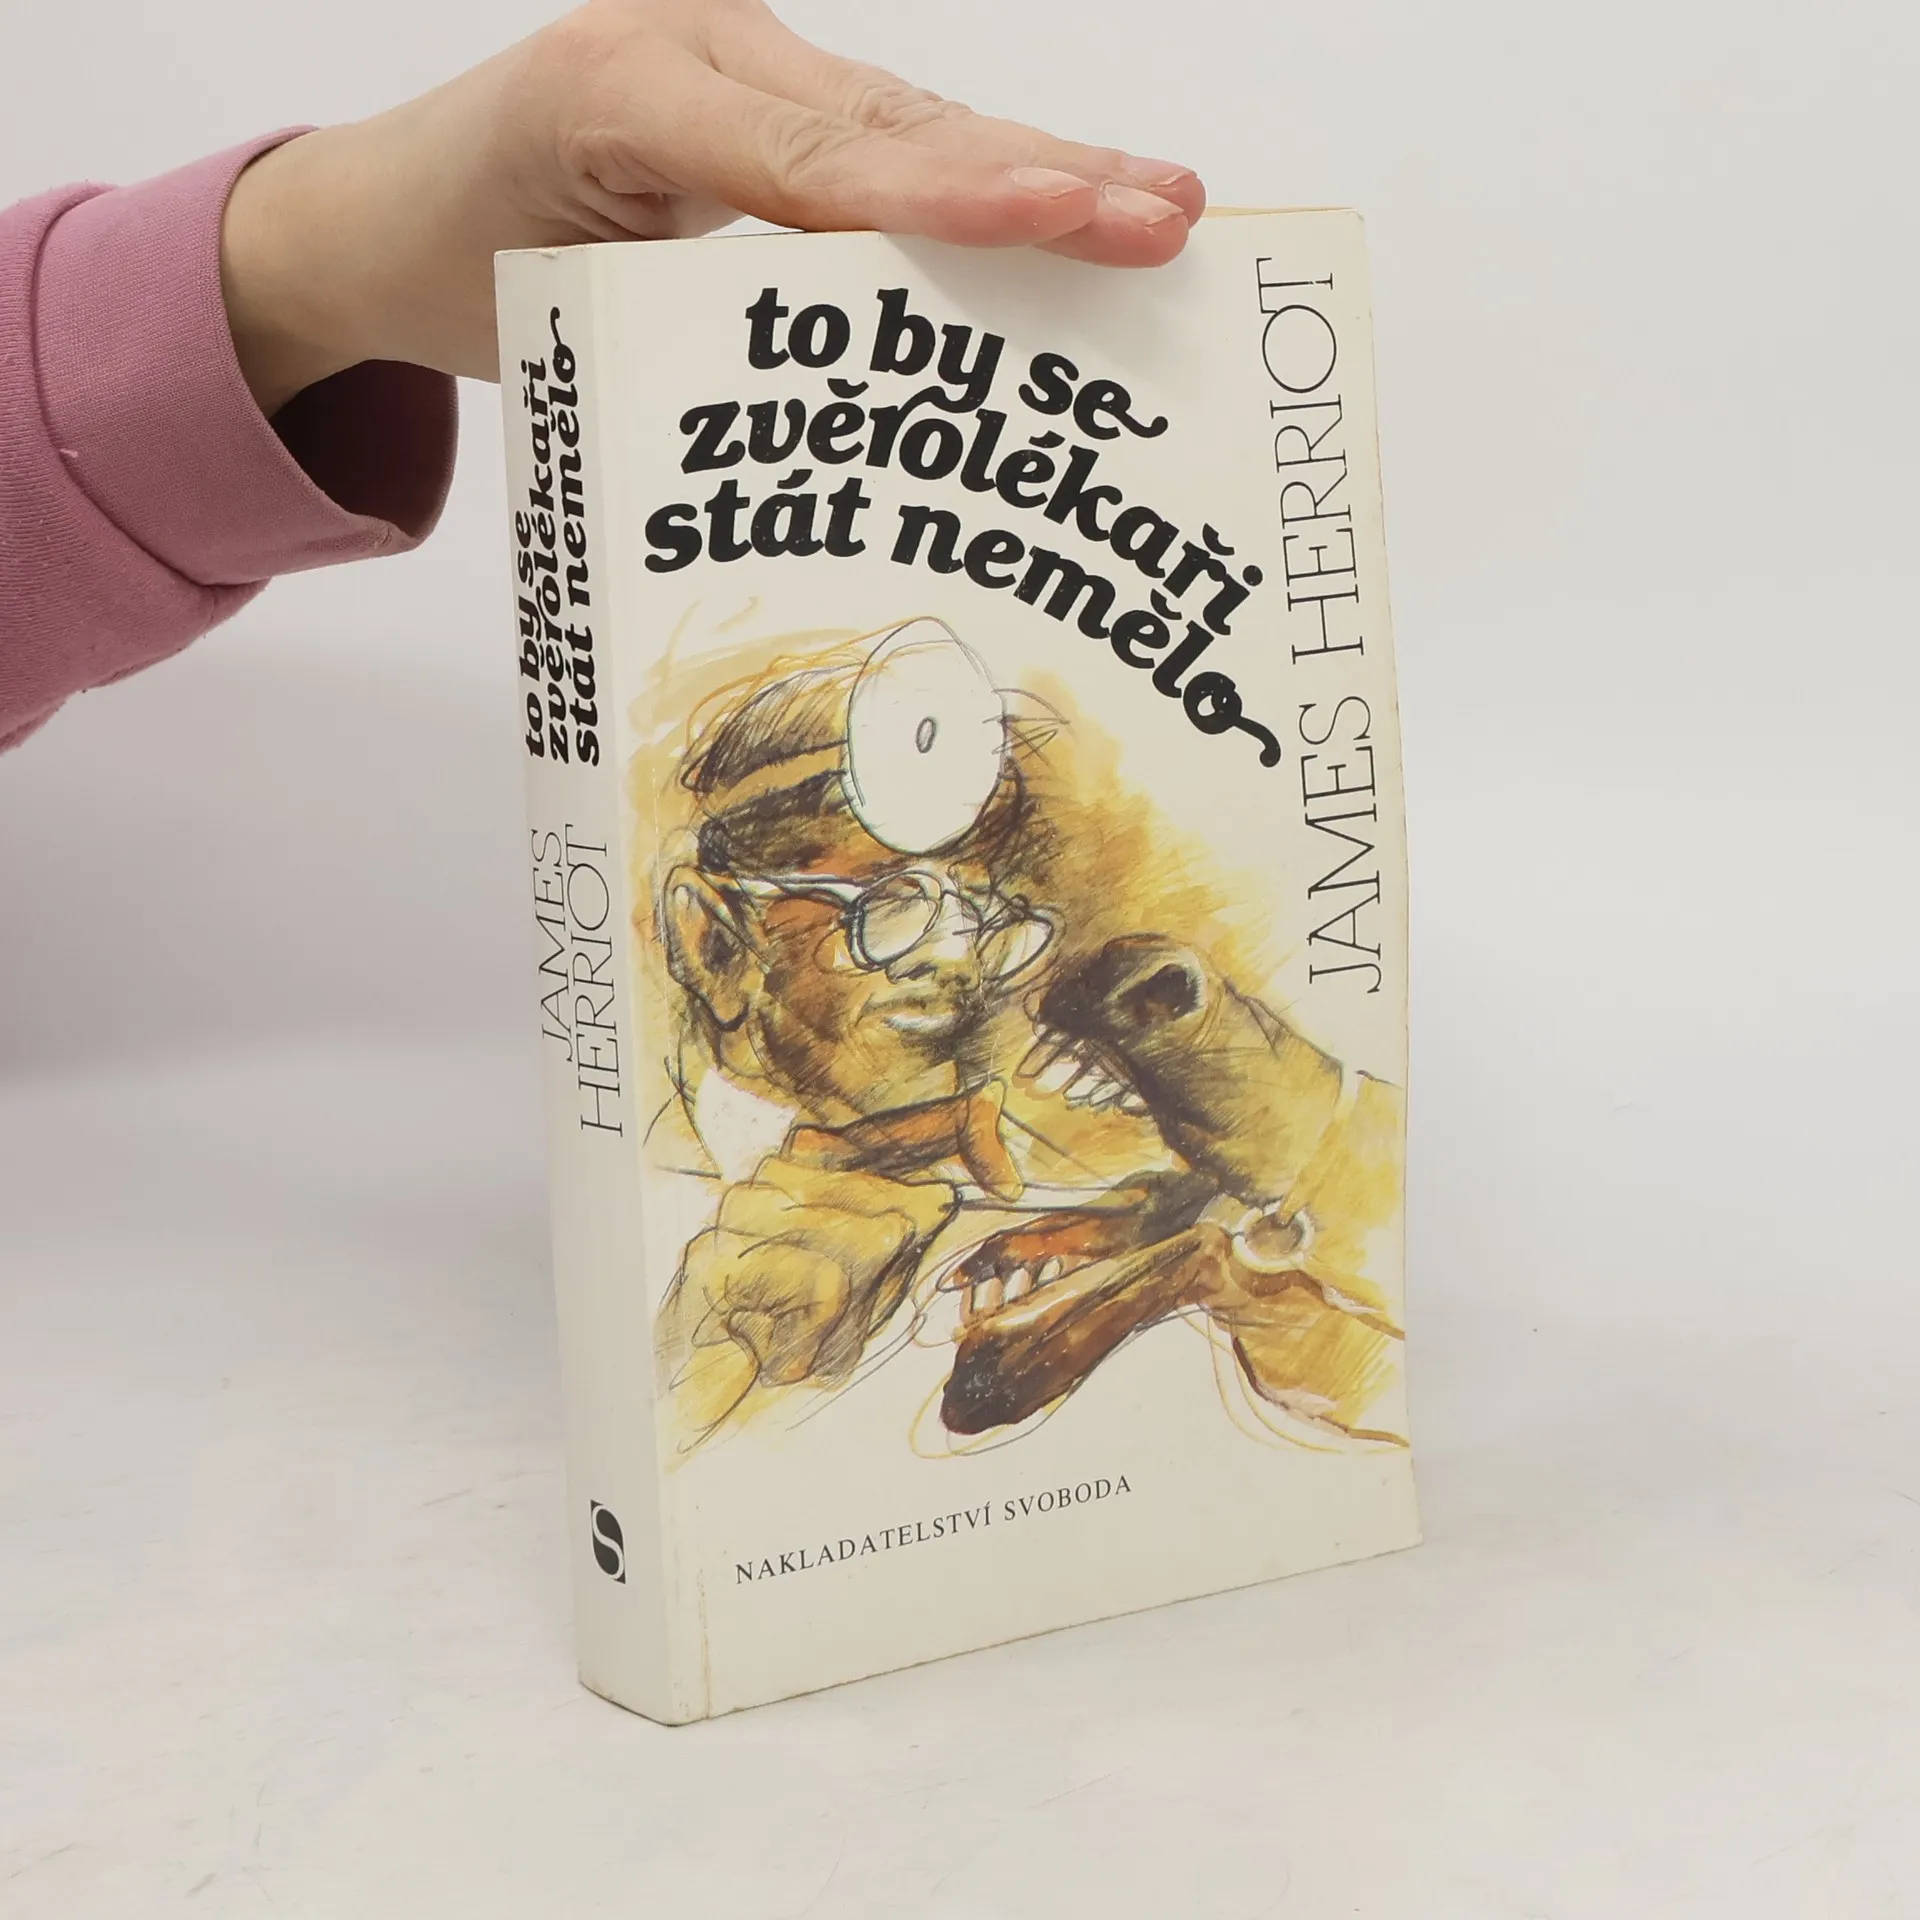 to by se
zvěrolékaři
stát nemělo
JAMES HERRIOT
NAKLADATELSTVÍ SVOBODA
to by se
zvěrolékaři
stát nemělo
JAMES
HERRIOT
S